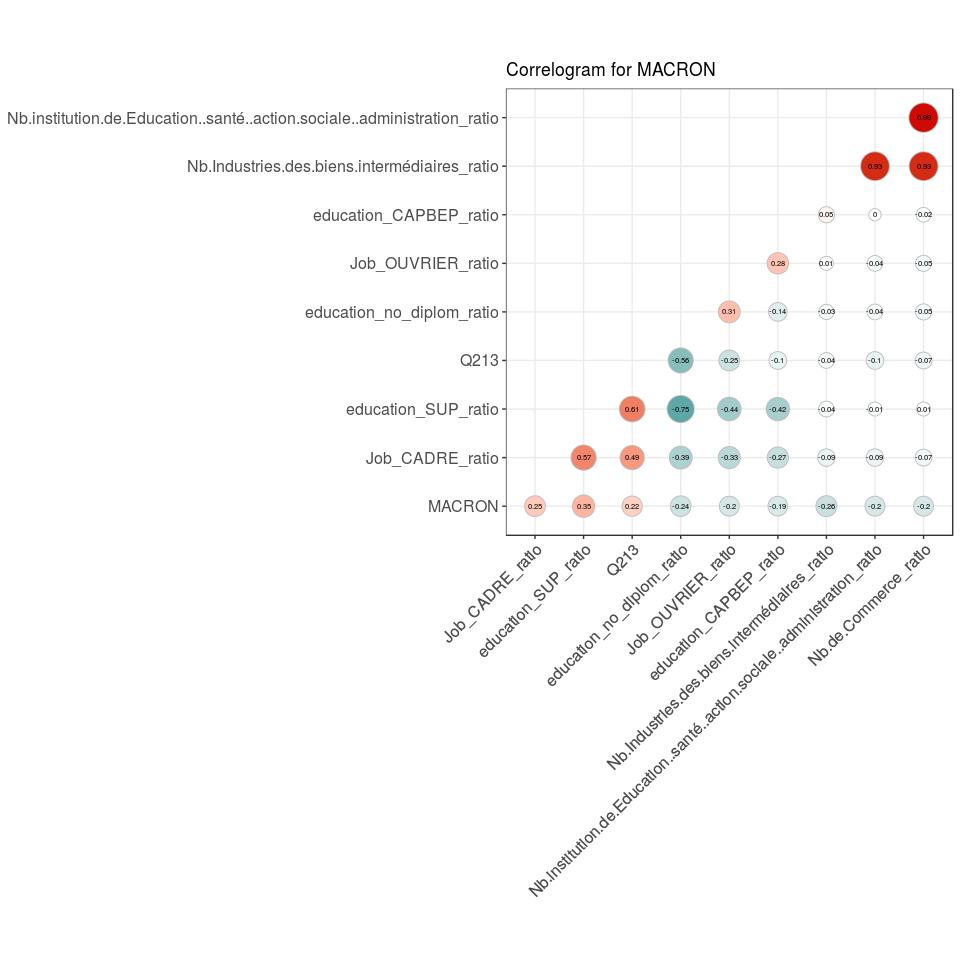 Correlogram for MACRON
Nb.institution.de.Education..santé..action.sociale..administration_ratio
0.99
Nb.Industries.des.biens.intermédiaires_ratio
0.93 0.93
education_CAPBEP_ratio
0.05 0 -0.02
Job_OUVRIER_ratio
0.28 0.01 -0.04 -0.05
education_no_diplom_ratio
0.31 -0.14 -0.03 -0.04 -0.05
Q213
-0.56 -0.25 -0.1 -0.04 -0.1 -0.07
education_SUP_ratio
0.61 -0.75 -0.44 -0.42 -0.04 -0.01 0.01
Job_CADRE_ratio
0.57 0.49 -0.39 -0.33 -0.27 -0.09 -0.09 -0.07
MACRON
0.25 0.35 0.22 -0.24 -0.2 -0.19 -0.26 -0.2 -0.2
Job_CADRE_ratio
education_SUP_ratio
Q213
education_no_diplom_ratio
Job_OUVRIER_ratio
education_CAPBEP_ratio
Nb.Industries.des.biens.intermédiaires_ratio
Nb.institution.de.Education..santé..action.sociale..administration_ratio
Nb.de.Commerce_ratio